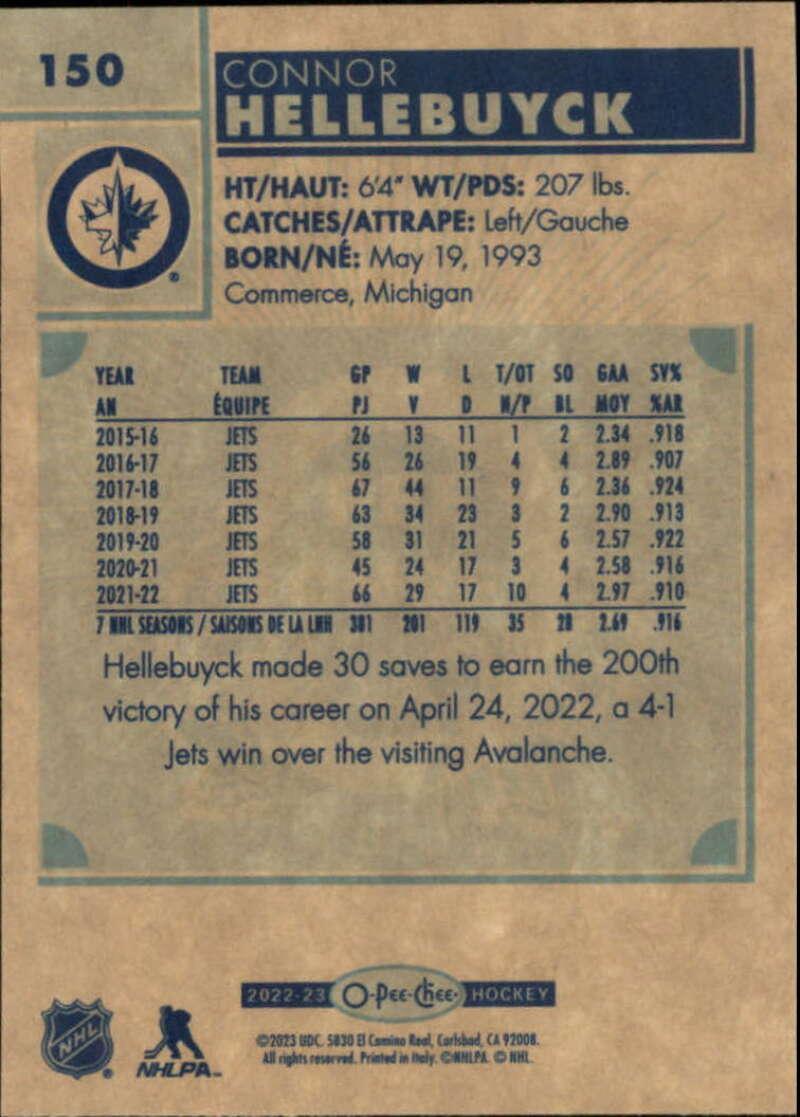 150
CONNOR
HELLEBUYCK
HT/HAUT: 6'4" WT/PDS: 207 lbs.
CATCHES/ATTRAPE: Left/Gauche
BORN/NÉ: May 19, 1993
Commerce, Michigan
YEAR TEAM GP W L T/OT SO GAA SV%
AN ÉQUIPE PJ V D N/P BL MOY %AR
2015-16 JETS 26 13 11 1 2 2.34 .918
2016-17 JETS 56 26 19 4 4 2.89 .907
2017-18 JETS 67 44 11 9 6 2.36 .924
2018-19 JETS 63 34 23 3 2 2.90 .913
2019-20 JETS 58 31 21 5 6 2.57 .922
2020-21 JETS 45 24 17 3 4 2.58 .916
2021-22 JETS 66 29 17 10 4 2.97 .910
7 NHL SEASONS / SAISONS DE LA LNH 381 201 119 35 28 2.69 .916
Hellebuyck made 30 saves to earn the 200th
victory of his career on April 24, 2022, a 4-1
Jets win over the visiting Avalanche.
2022-23 O-Pee-Chee HOCKEY
NHL
NHLPA
©2023 UDC. 5830 El Camino Real, Carlsbad, CA 92008.
All rights reserved. Printed in Italy. ©NHLPA. © NHL.